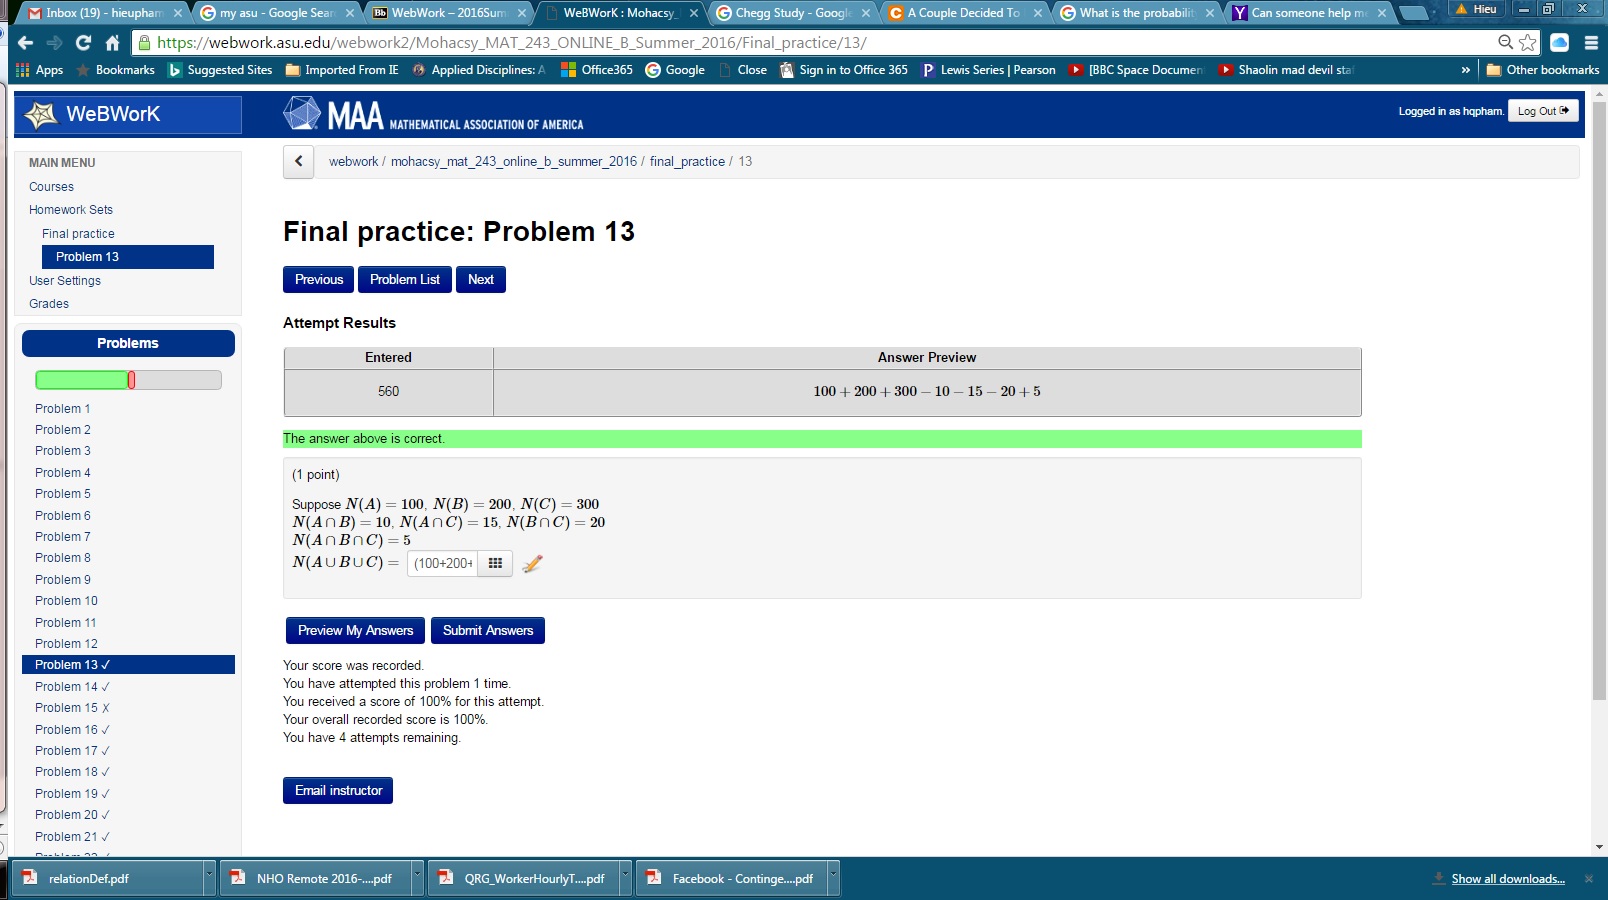 Inbox (19) - hieupham
my asu - Google Sear
Bb WebWork – 2016Sum
WeBWorK : Mohacsy_
Chegg Study - Google
A Couple Decided To
What is the probabilit
Can someone help me
Hieu
https://webwork.asu.edu/webwork2/Mohacsy_MAT_243_ONLINE_B_Summer_2016/Final_practice/13/
Apps Bookmarks Suggested Sites Imported From IE Applied Disciplines: A Office365 Google Close Sign in to Office 365 Lewis Series | Pearson [BBC Space Documen Shaolin mad devil staf » Other bookmarks
WeBWorK
MAA MATHEMATICAL ASSOCIATION OF AMERICA
Logged in as hqpham. Log Out
MAIN MENU
Courses
Homework Sets
Final practice
Problem 13
User Settings
Grades
Problems
Problem 1
Problem 2
Problem 3
Problem 4
Problem 5
Problem 6
Problem 7
Problem 8
Problem 9
Problem 10
Problem 11
Problem 12
Problem 13 ✓
Problem 14 ✓
Problem 15 ✗
Problem 16 ✓
Problem 17 ✓
Problem 18 ✓
Problem 19 ✓
Problem 20 ✓
Problem 21 ✓
webwork / mohacsy_mat_243_online_b_summer_2016 / final_practice / 13
Final practice: Problem 13
Previous Problem List Next
Attempt Results
Entered Answer Preview
560 100 + 200 + 300 − 10 − 15 − 20 + 5
The answer above is correct.
(1 point)
Suppose N(A) = 100, N(B) = 200, N(C) = 300
N(A ∩ B) = 10, N(A ∩ C) = 15, N(B ∩ C) = 20
N(A ∩ B ∩ C) = 5
N(A ∪ B ∪ C) = (100+200+
Preview My Answers Submit Answers
Your score was recorded.
You have attempted this problem 1 time.
You received a score of 100% for this attempt.
Your overall recorded score is 100%.
You have 4 attempts remaining.
Email instructor
relationDef.pdf
NHO Remote 2016-....pdf
QRG_WorkerHourlyT....pdf
Facebook - Continge....pdf
Show all downloads...